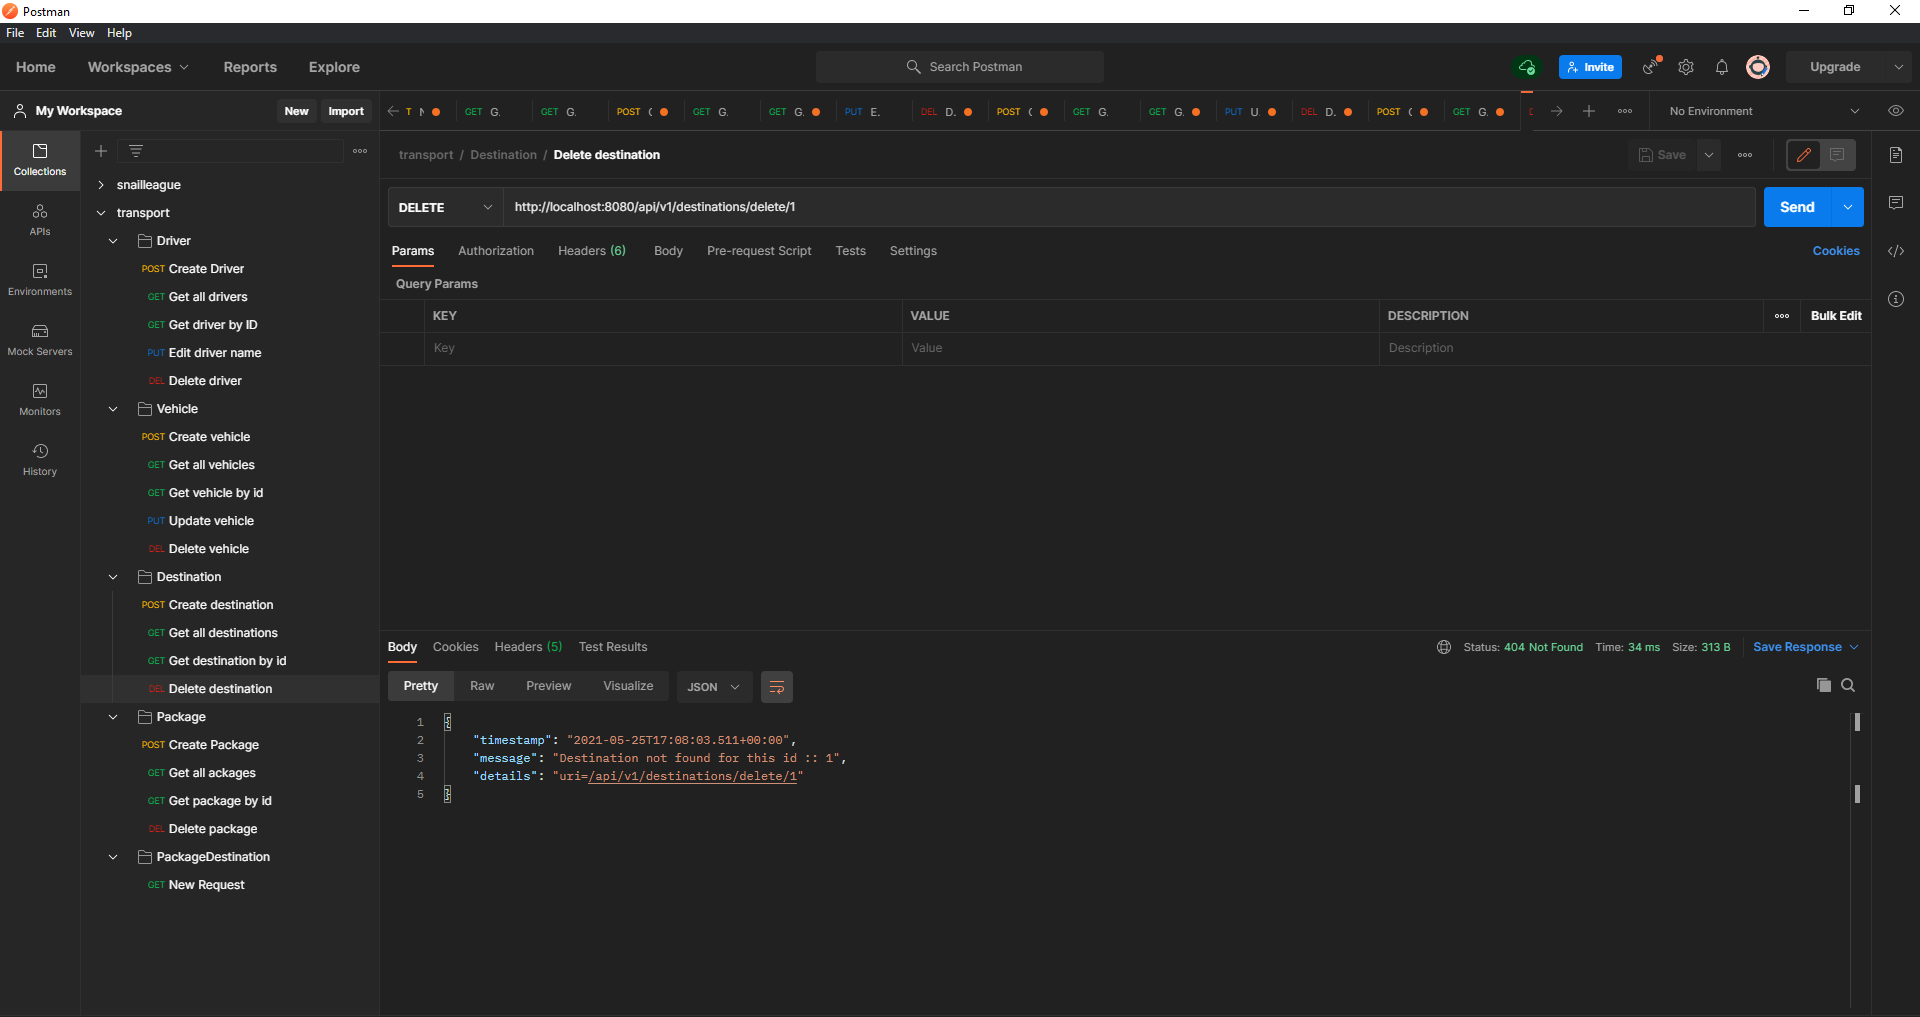 Postman
File Edit View Help
Home Workspaces Reports Explore Search Postman Invite Upgrade
My Workspace New Import
GET G. GET G. POST GET G. GET G. PUT E. DEL D. POST GET G. GET G. PUT U. DEL D. POST GET G. No Environment
Collections
APIs
Environments
Mock Servers
Monitors
History
snailleague
transport
Driver
POST Create Driver
GET Get all drivers
GET Get driver by ID
PUT Edit driver name
DEL Delete driver
Vehicle
POST Create vehicle
GET Get all vehicles
GET Get vehicle by id
PUT Update vehicle
DEL Delete vehicle
Destination
POST Create destination
GET Get all destinations
GET Get destination by id
DEL Delete destination
Package
POST Create Package
GET Get all ackages
GET Get package by id
DEL Delete package
PackageDestination
GET New Request
transport / Destination / Delete destination Save
DELETE http://localhost:8080/api/v1/destinations/delete/1 Send
Params Authorization Headers (6) Body Pre-request Script Tests Settings Cookies
Query Params
KEY VALUE DESCRIPTION Bulk Edit
Key Value Description
Body Cookies Headers (5) Test Results Status: 404 Not Found Time: 34 ms Size: 313 B Save Response
Pretty Raw Preview Visualize JSON
1 {
2 "timestamp": "2021-05-25T17:08:03.511+00:00",
3 "message": "Destination not found for this id :: 1",
4 "details": "uri=/api/v1/destinations/delete/1"
5 }